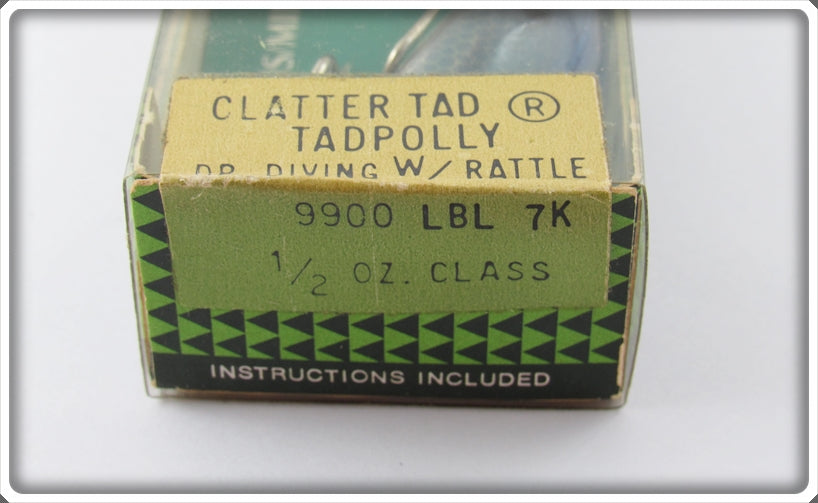 CLATTER TAD ®
TADPOLLY
DP. DIVING W/ RATTLE
9900 LBL 7K
1/2 OZ. CLASS
INSTRUCTIONS INCLUDED